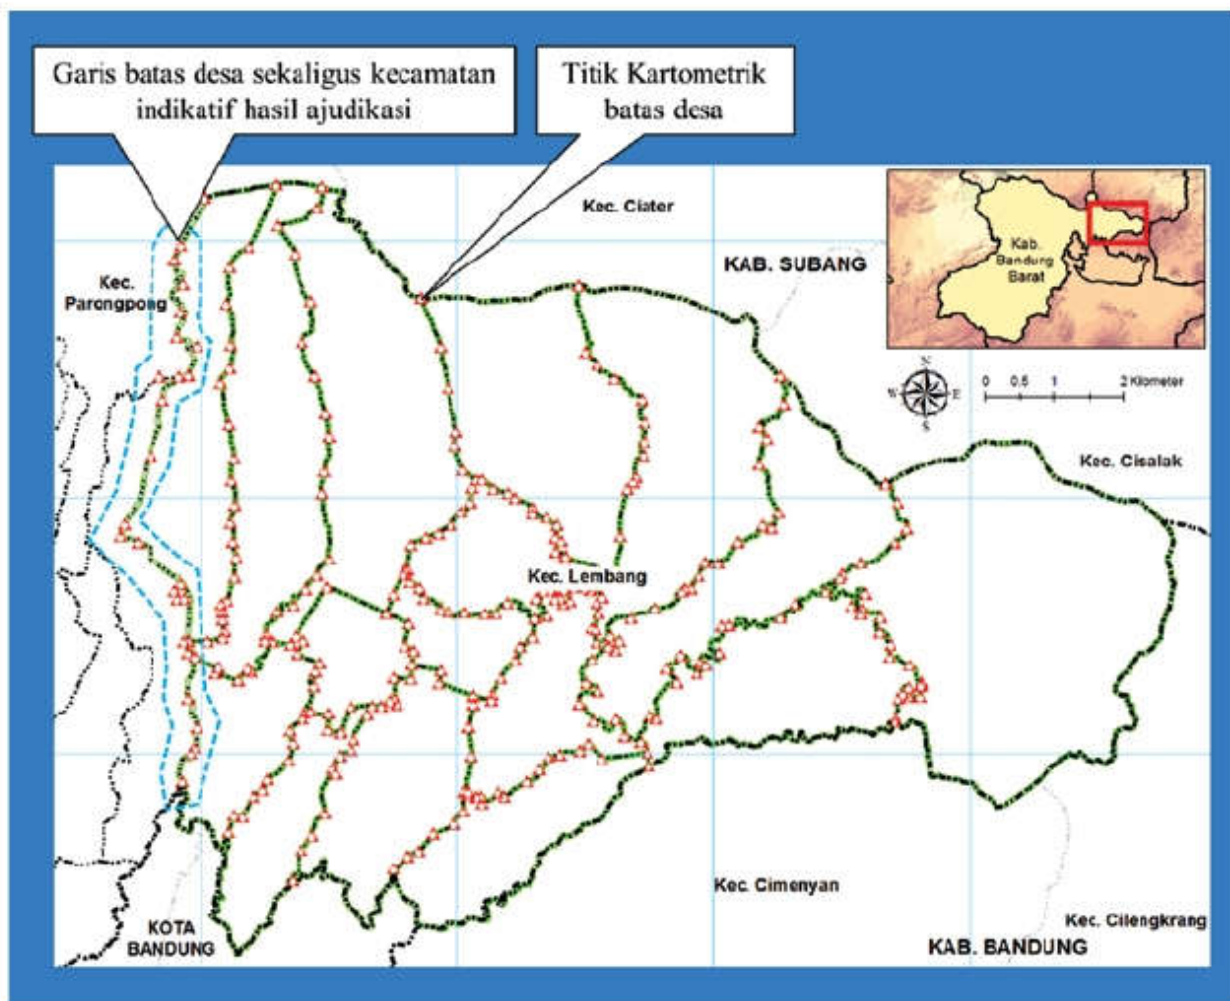 Garis batas desa sekaligus kecamatan
indikatif hasil ajudikasi
Titik Kartometrik
batas desa
Kec. Ciater
KAB. SUBANG
Kec.
Parongpong
Kab.
Bandung
Barat
N
W
E
S
0 0.5 1 2 Kilometer
Kec. Cisalak
Kec. Lembang
Kec. Cimenyan
KOTA
BANDUNG
Kec. Cilengkrang
KAB. BANDUNG